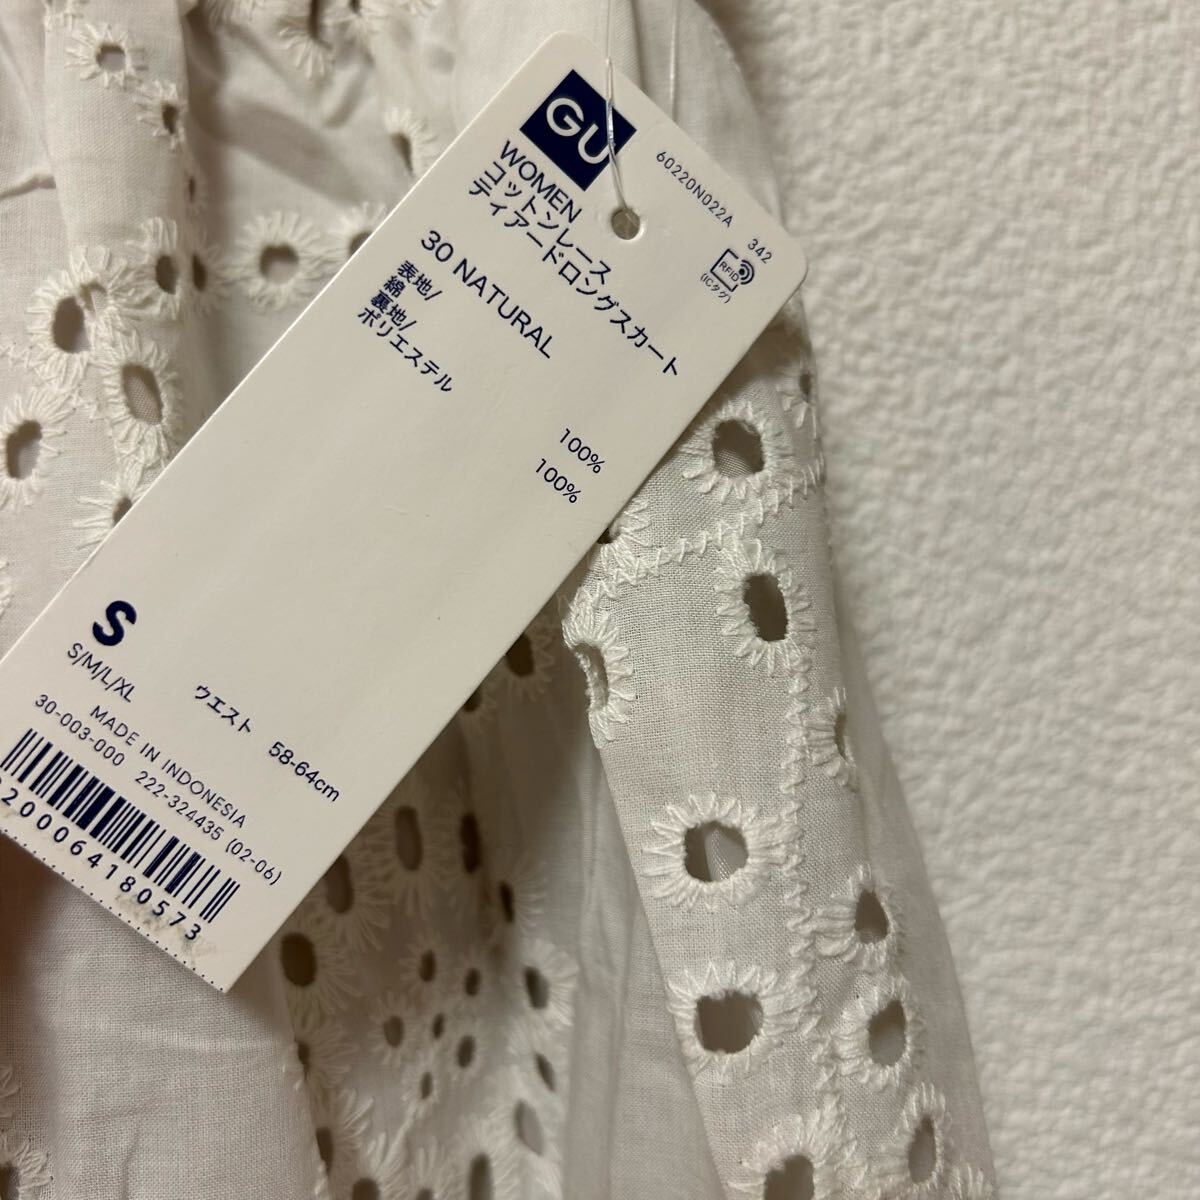 GU
60220N022A 342
RFID
(ICタグ)
WOMEN
コットンレース
ティアードロングスカート
30 NATURAL
表地/
綿 100%
裏地/
ポリエステル 100%
S
S/M/L/XL ウエスト 58-64cm
MADE IN INDONESIA
30-003-000 222-324435 (02-06)
2000064180573